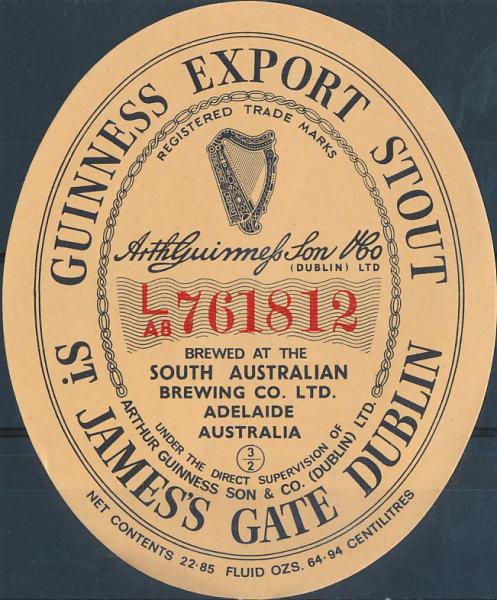 GUINNESS EXPORT STOUT
REGISTERED TRADE MARKS
Arth Guinness Son & Co
(DUBLIN) LTD
L/A8 761812
BREWED AT THE
SOUTH AUSTRALIAN
BREWING CO. LTD.
ADELAIDE
AUSTRALIA
3/2
UNDER THE DIRECT SUPERVISION OF
ARTHUR GUINNESS SON & CO. (DUBLIN) LTD.
ST. JAMES'S GATE DUBLIN
NET CONTENTS 22·85 FLUID OZS. 64·94 CENTILITRES